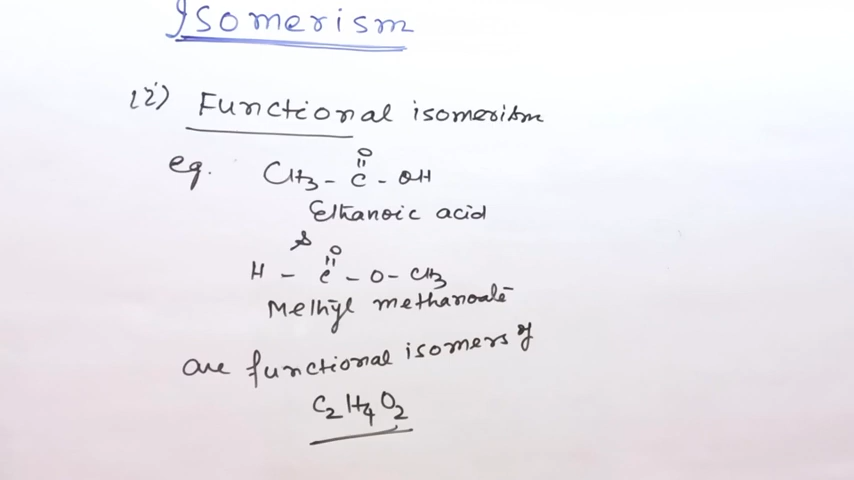 Isomerism
(2) Functional isomerism
eg. CH3 - C - OH
O
Ethanoic acid
&
O
H - C - O - CH3
Methyl methanoate
are functional isomers of
C2H4O2